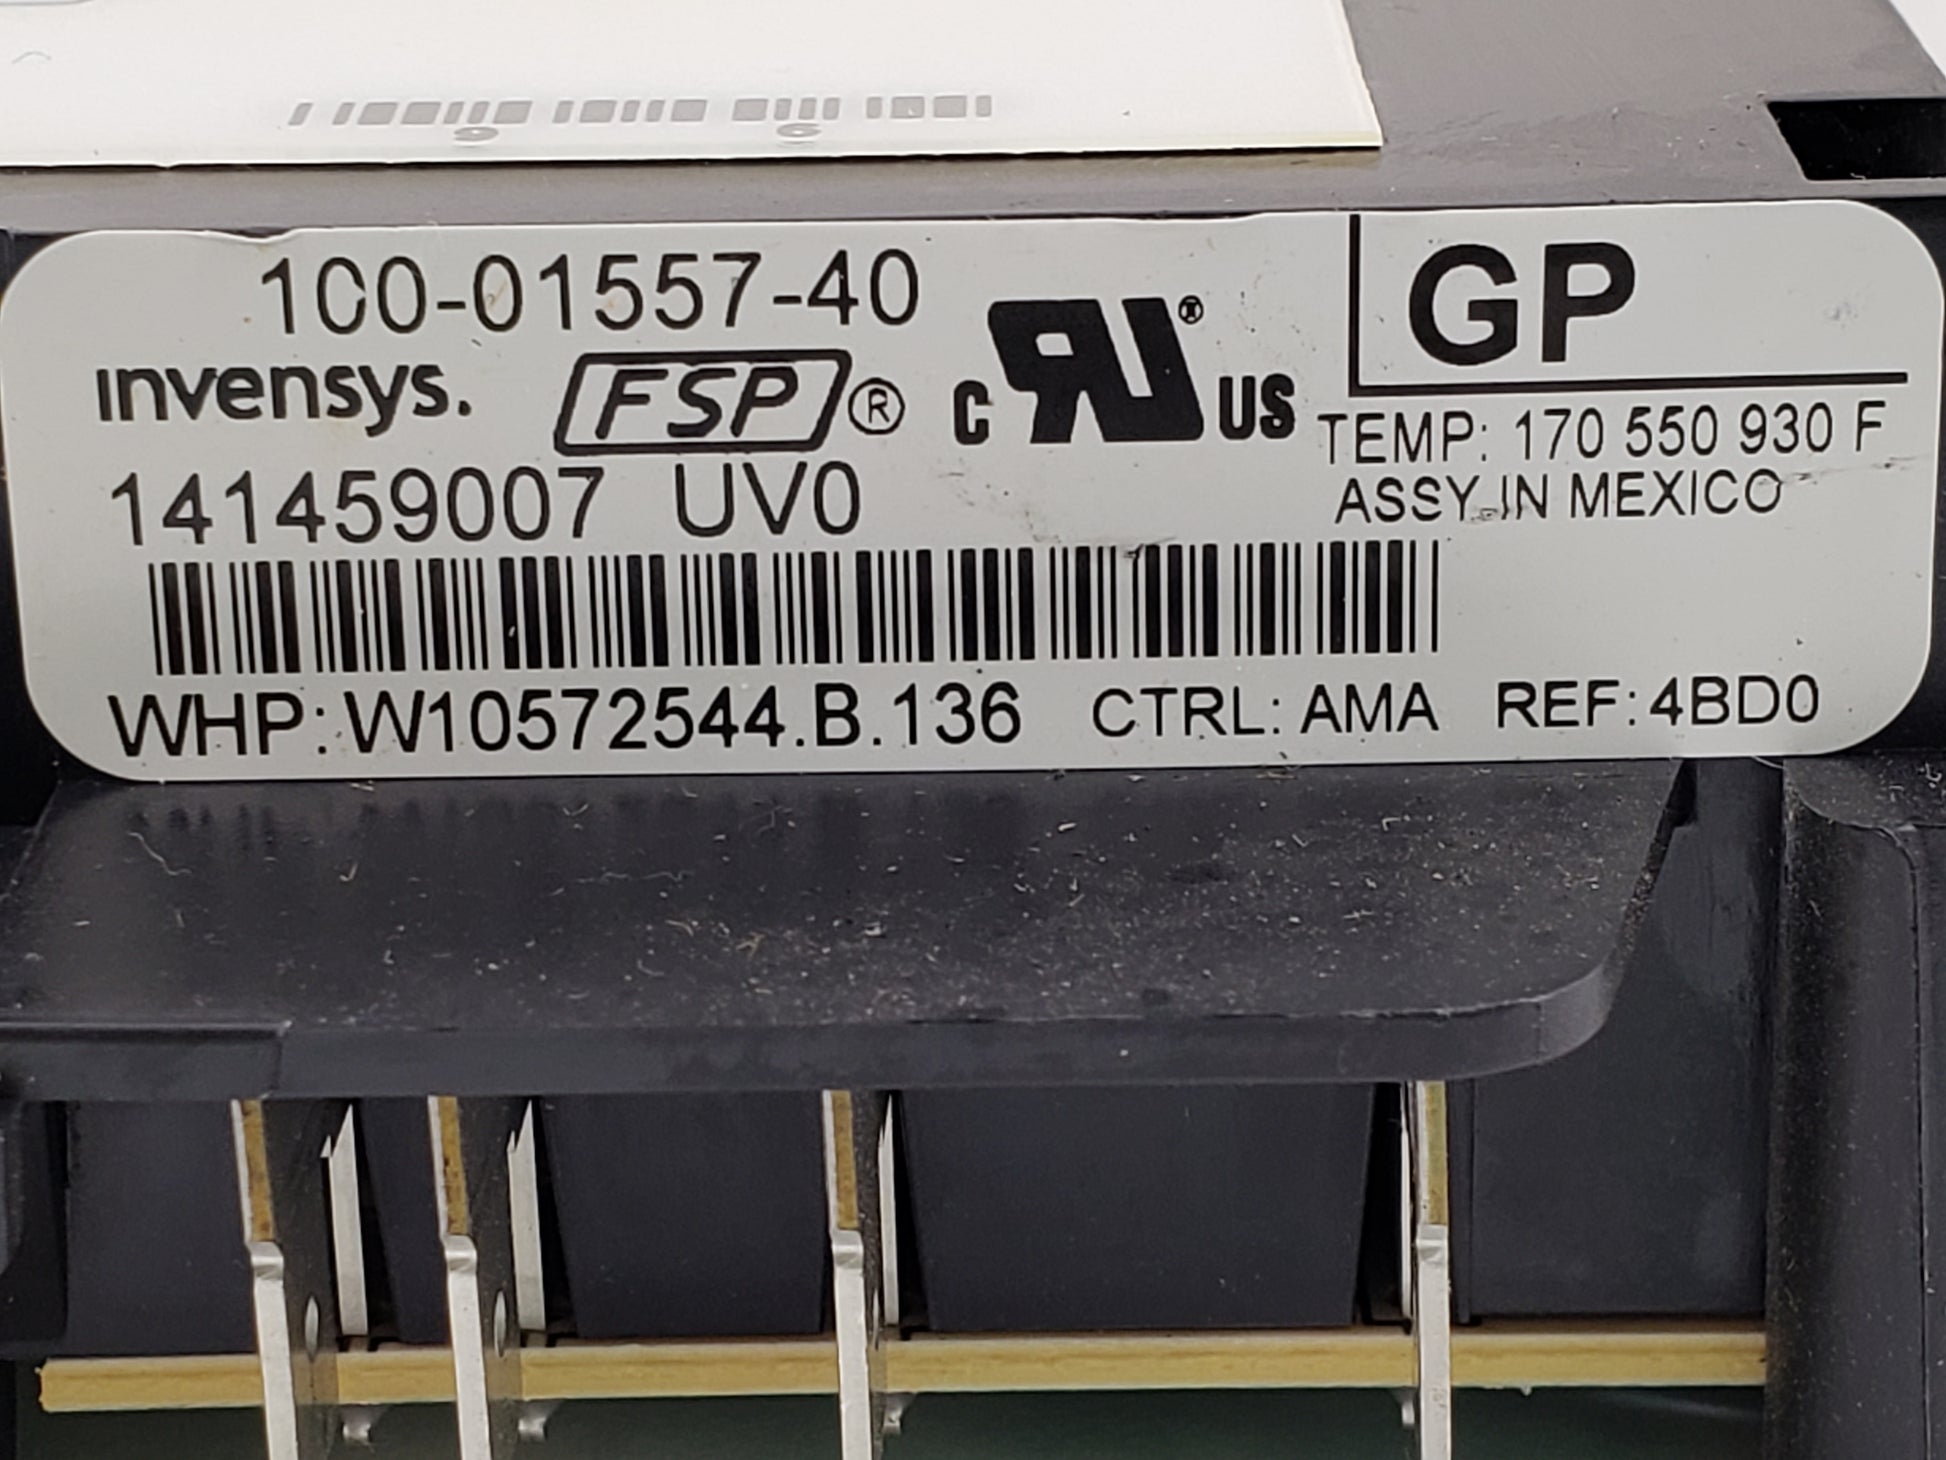 100-01557-40
GP
invensys. FSP® C RU® US
TEMP: 170 550 930 F
141459007 UV0
ASSY IN MEXICO
WHP:W10572544.B.136 CTRL: AMA REF:4BD0